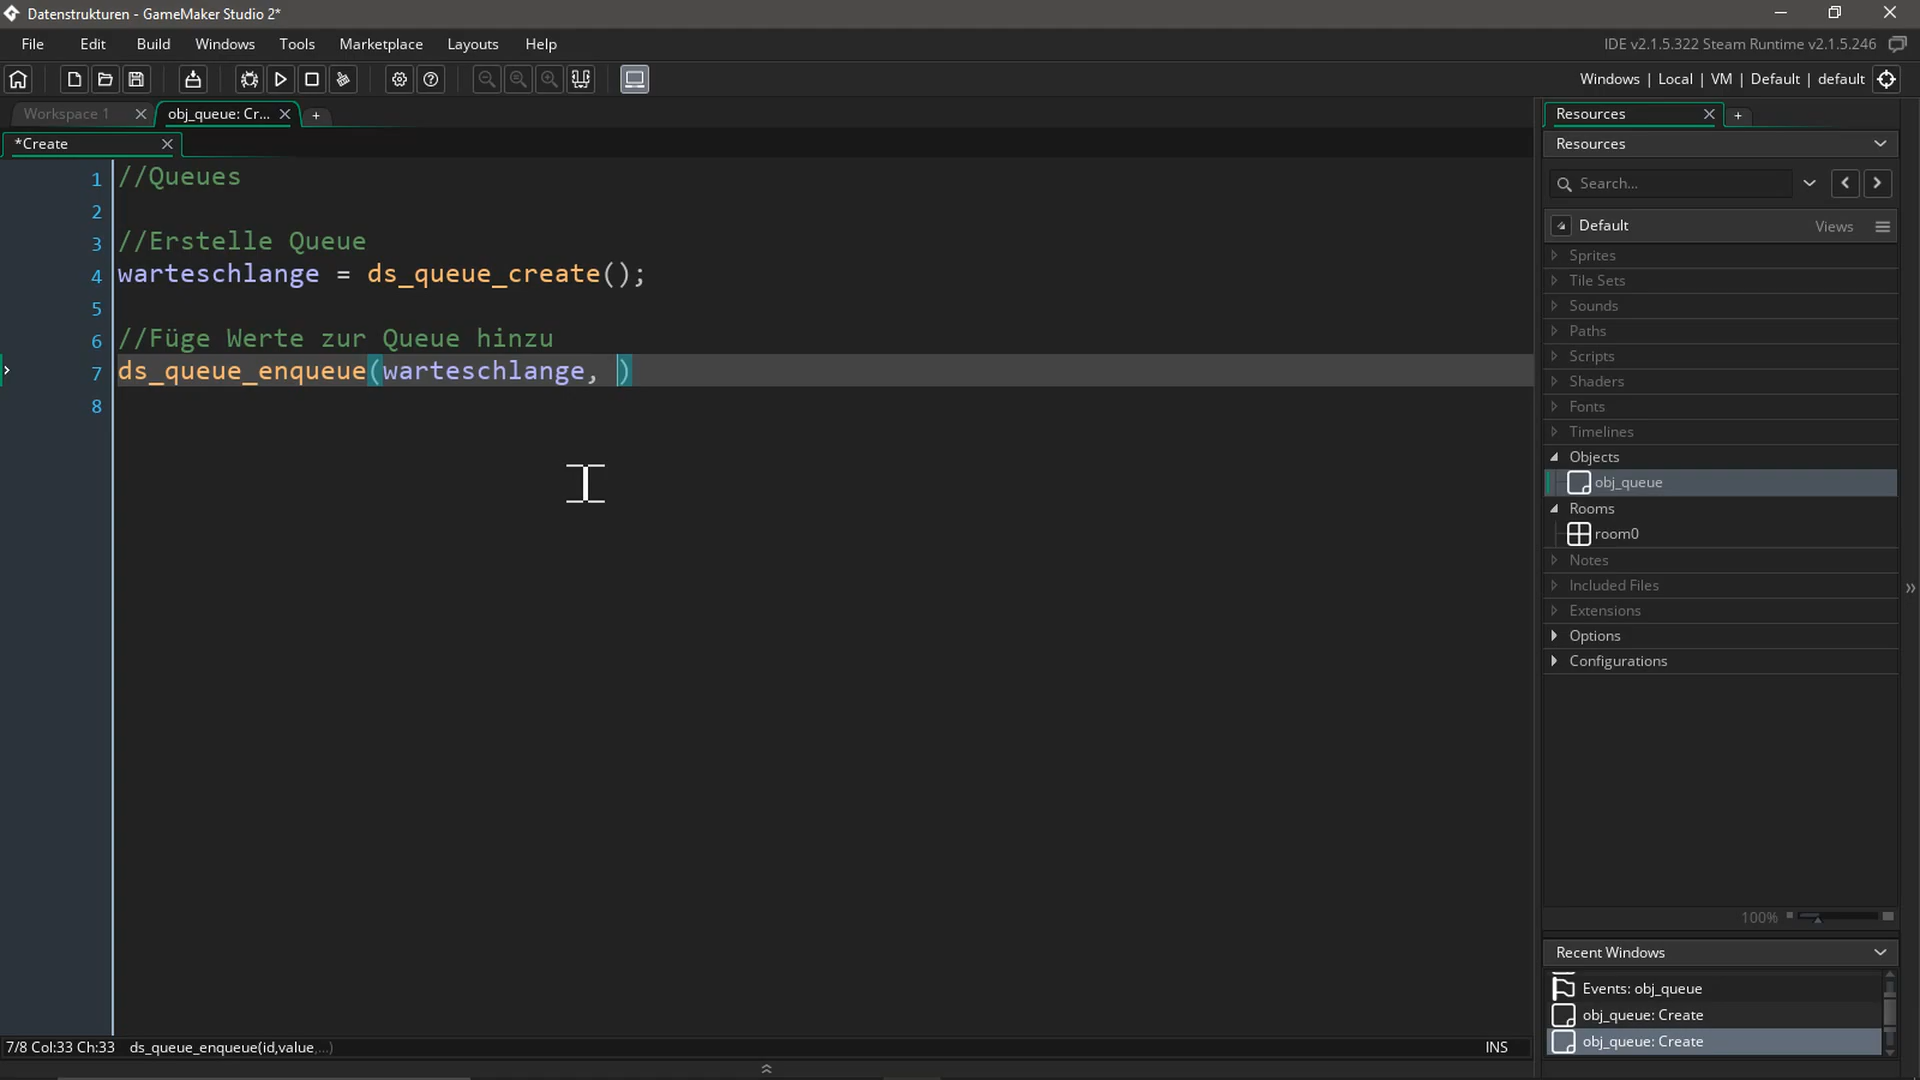 Datenstrukturen - GameMaker Studio 2*
File Edit Build Windows Tools Marketplace Layouts Help
IDE v2.1.5.322 Steam Runtime v2.1.5.246
Windows | Local | VM | Default | default
Workspace 1
obj_queue: Cr...
*Create
1 //Queues
2
3 //Erstelle Queue
4 warteschlange = ds_queue_create();
5
6 //Füge Werte zur Queue hinzu
7 ds_queue_enqueue(warteschlange, )
8
7/8 Col:33 Ch:33 ds_queue_enqueue(id,value,...)
INS
Resources
Resources
Search...
Default Views
Sprites
Tile Sets
Sounds
Paths
Scripts
Shaders
Fonts
Timelines
Objects
obj_queue
Rooms
room0
Notes
Included Files
Extensions
Options
Configurations
100%
Recent Windows
Events: obj_queue
obj_queue: Create
obj_queue: Create